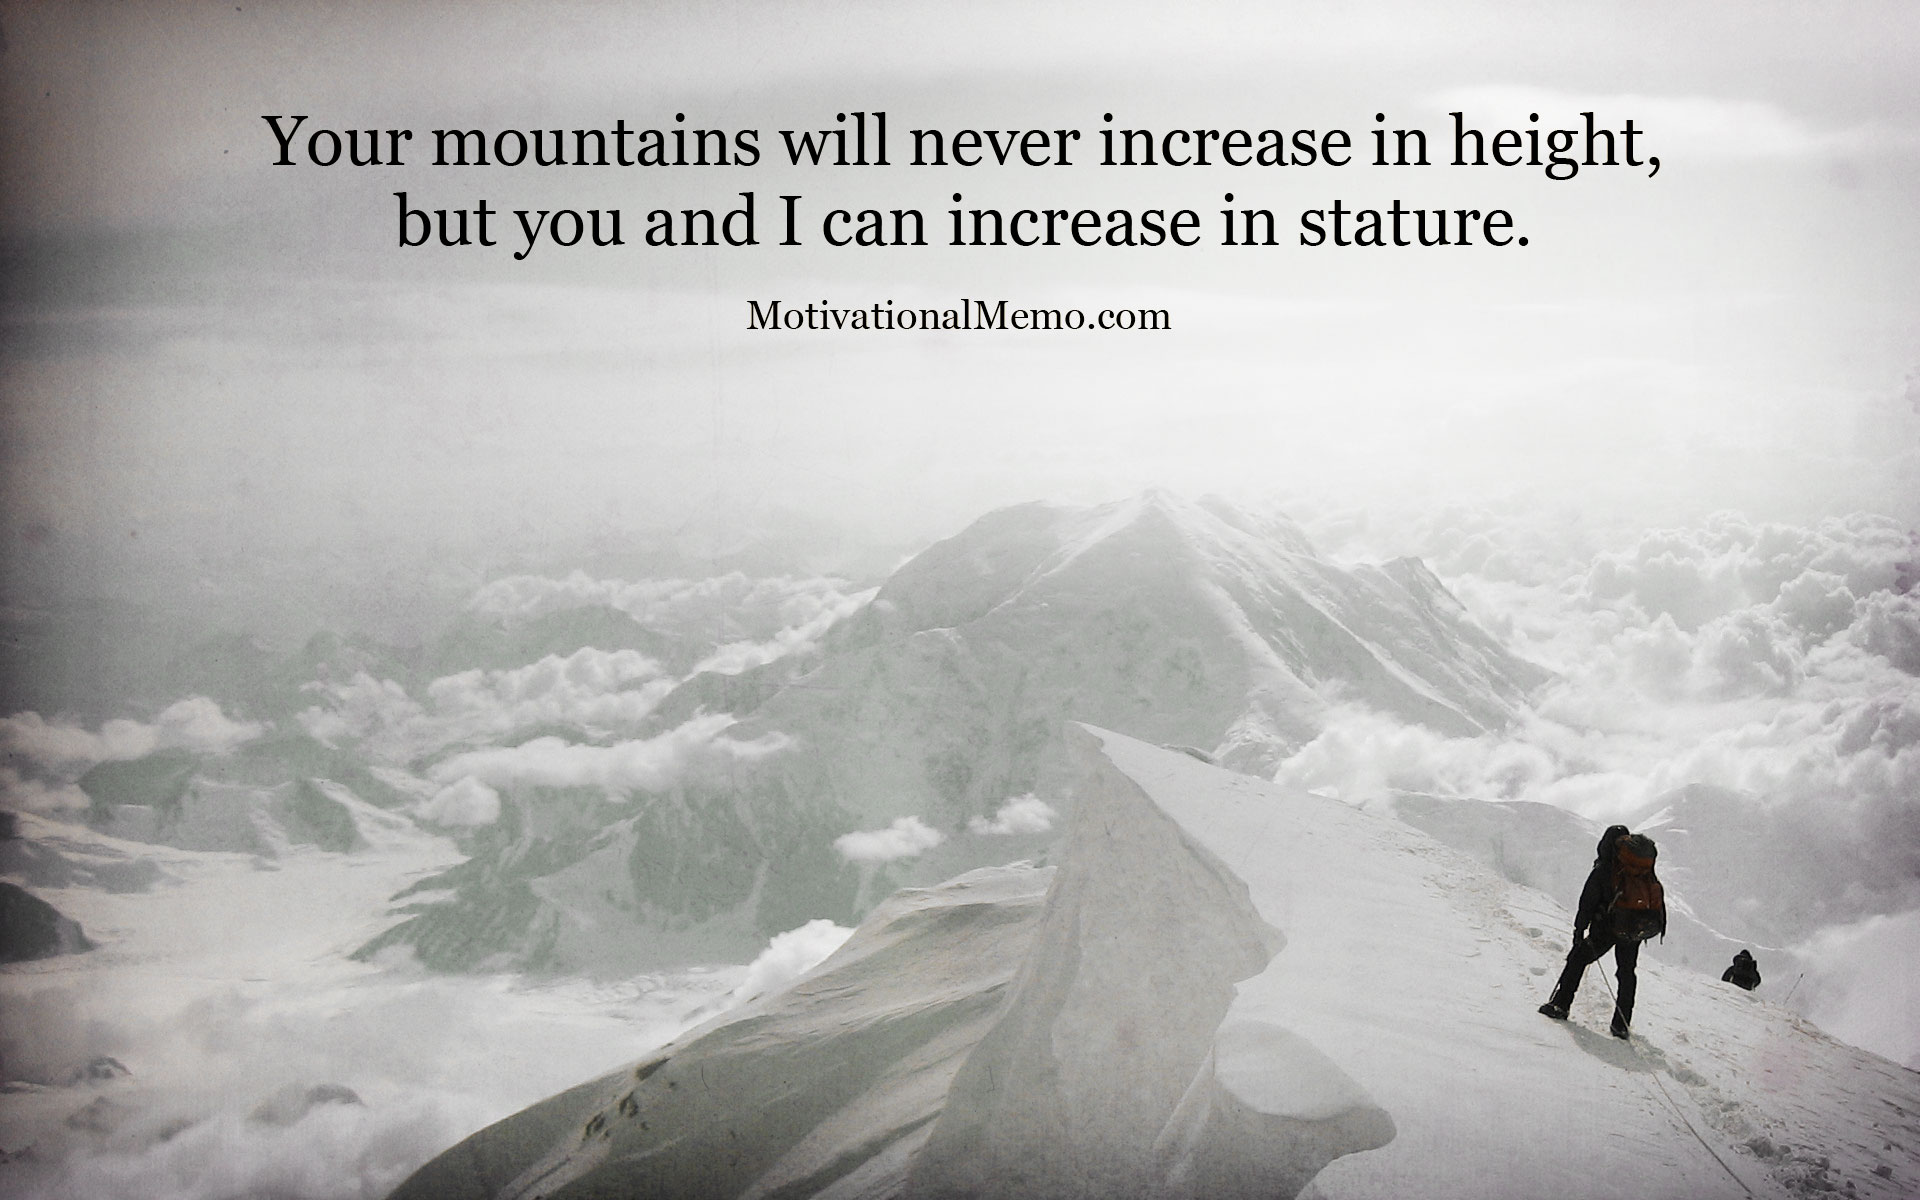 Your mountains will never increase in height,
but you and I can increase in stature.
MotivationalMemo.com